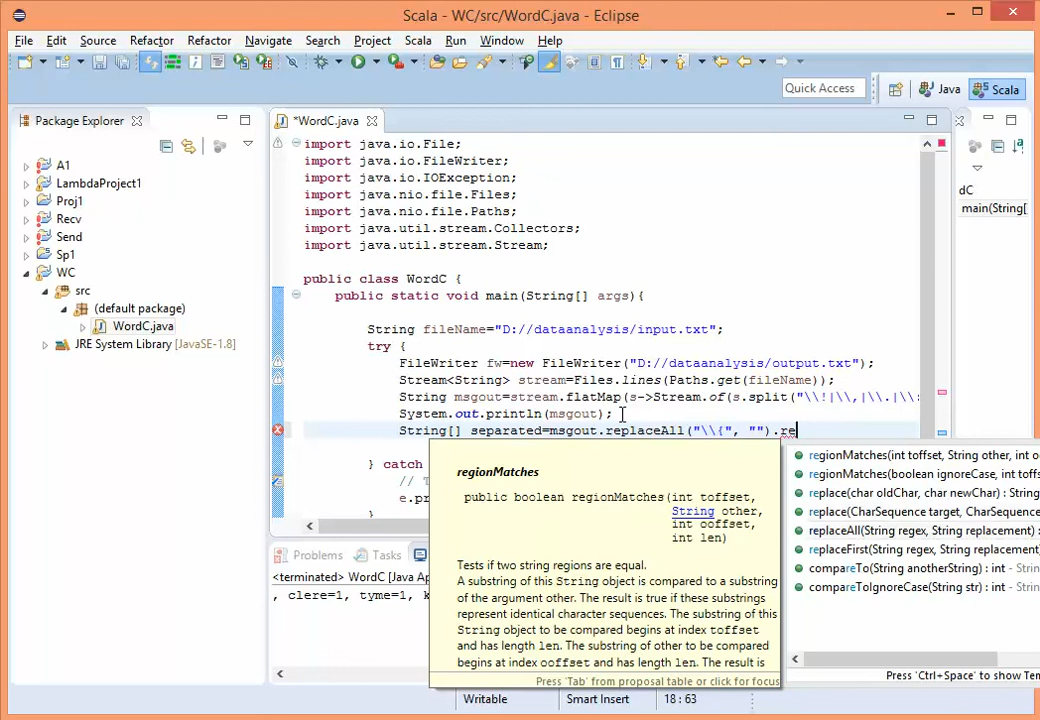 Scala - WC/src/WordC.java - Eclipse
File Edit Source Refactor Refactor Navigate Search Project Scala Run Window Help
Quick Access
Java
Scala
Package Explorer
*WordC.java
A1
LambdaProject1
Proj1
Recv
Send
Sp1
WC
src
(default package)
WordC.java
JRE System Library [JavaSE-1.8]
import java.io.File;
import java.io.FileWriter;
import java.io.IOException;
import java.nio.file.Files;
import java.nio.file.Paths;
import java.util.stream.Collectors;
import java.util.stream.Stream;
public class WordC {
public static void main(String[] args){
String fileName="D://dataanalysis/input.txt";
try {
FileWriter fw=new FileWriter("D://dataanalysis/output.txt");
Stream<String> stream=Files.lines(Paths.get(fileName));
String msgout=stream.flatMap(s->Stream.of(s.split("\\!|\\,|\\.|\\:
System.out.println(msgout);
String[] separated=msgout.replaceAll("\\{", "").re
} catch
// T
e.pr
}
dC
main(String[
regionMatches
public boolean regionMatches(int toffset,
String other,
int ooffset,
int len)
Tests if two string regions are equal.
A substring of this String object is compared to a substring
of the argument other. The result is true if these substrings
represent identical character sequences. The substring of this
String object to be compared begins at index toffset
and has length len. The substring of other to be compared
begins at index ooffset and has length len. The result is
Press 'Tab' from proposal table or click for focus
regionMatches(int toffset, String other, int o
regionMatches(boolean ignoreCase, int toffs
replace(char oldChar, char newChar) : String
replace(CharSequence target, CharSequence
replaceAll(String regex, String replacement) :
replaceFirst(String regex, String replacement)
compareTo(String anotherString) : int - String
compareToIgnoreCase(String str) : int - Strin
Press 'Ctrl+Space' to show Tem
Problems
Tasks
<terminated> WordC [Java Ap
, clere=1, tyme=1, k
Writable
Smart Insert
18 : 63